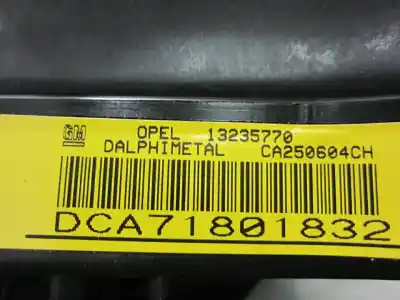 GM OPEL 13235770
DALPHIMETAL CA250604CH
DCA71801832